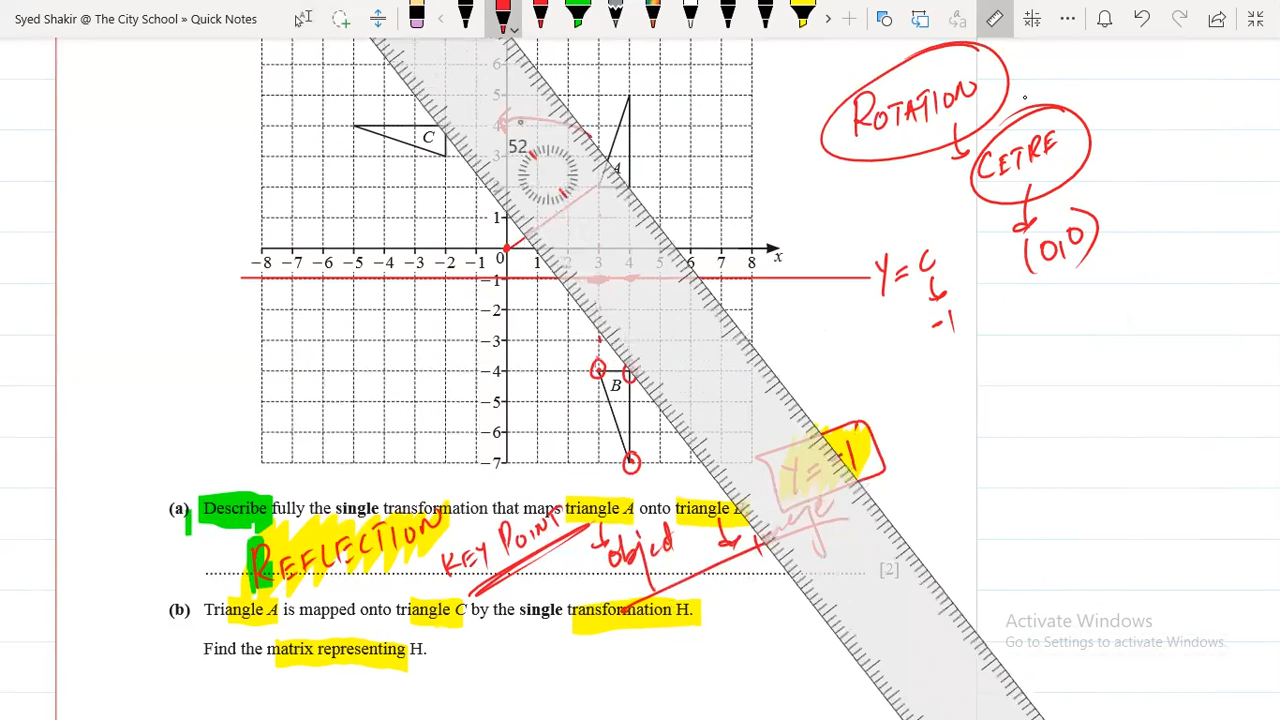 Syed Shakir @ The City School » Quick Notes
6
5
4
3
1
0
-8 -7 -6 -5 -4 -3 -2 -1 1 2 3 4 5 6 7 8 x
-1
-2
-3
-4
-5
-6
-7
C
A
B
52 °
ROTATION
CETRE
(0,0)
Y = C
-1
Y = -1
(a) Describe fully the single transformation that maps triangle A onto triangle
REFLECTION
KEY POINT
Object
[2]
(b) Triangle A is mapped onto triangle C by the single transformation H.
Find the matrix representing H.
Activate Windows
Go to Settings to activate Windows.